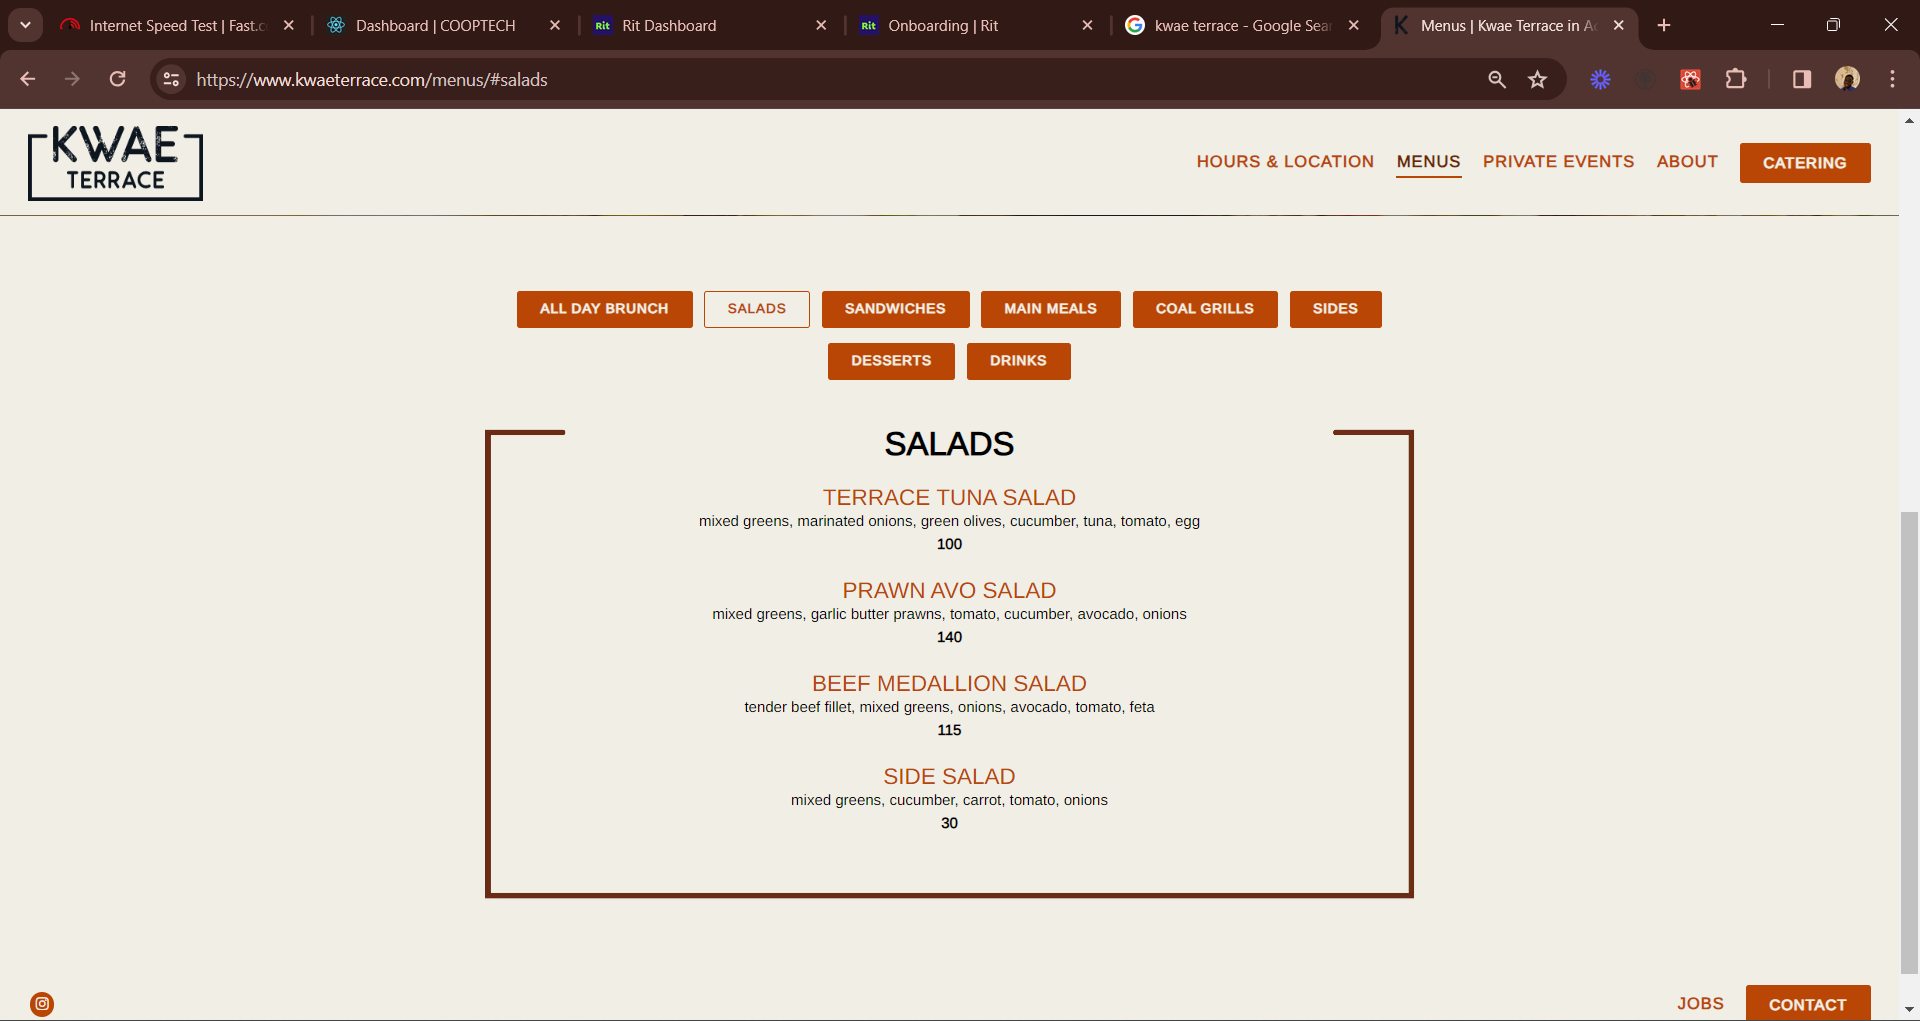 Internet Speed Test | Fast.c
Dashboard | COOPTECH
Rit
Rit Dashboard
Rit
Onboarding | Rit
kwae terrace - Google Sear
Menus | Kwae Terrace in Ac
https://www.kwaeterrace.com/menus/#salads
KWAE
TERRACE
HOURS & LOCATION
MENUS
PRIVATE EVENTS
ABOUT
CATERING
ALL DAY BRUNCH
SALADS
SANDWICHES
MAIN MEALS
COAL GRILLS
SIDES
DESSERTS
DRINKS
SALADS
TERRACE TUNA SALAD
mixed greens, marinated onions, green olives, cucumber, tuna, tomato, egg
100
PRAWN AVO SALAD
mixed greens, garlic butter prawns, tomato, cucumber, avocado, onions
140
BEEF MEDALLION SALAD
tender beef fillet, mixed greens, onions, avocado, tomato, feta
115
SIDE SALAD
mixed greens, cucumber, carrot, tomato, onions
30
JOBS
CONTACT